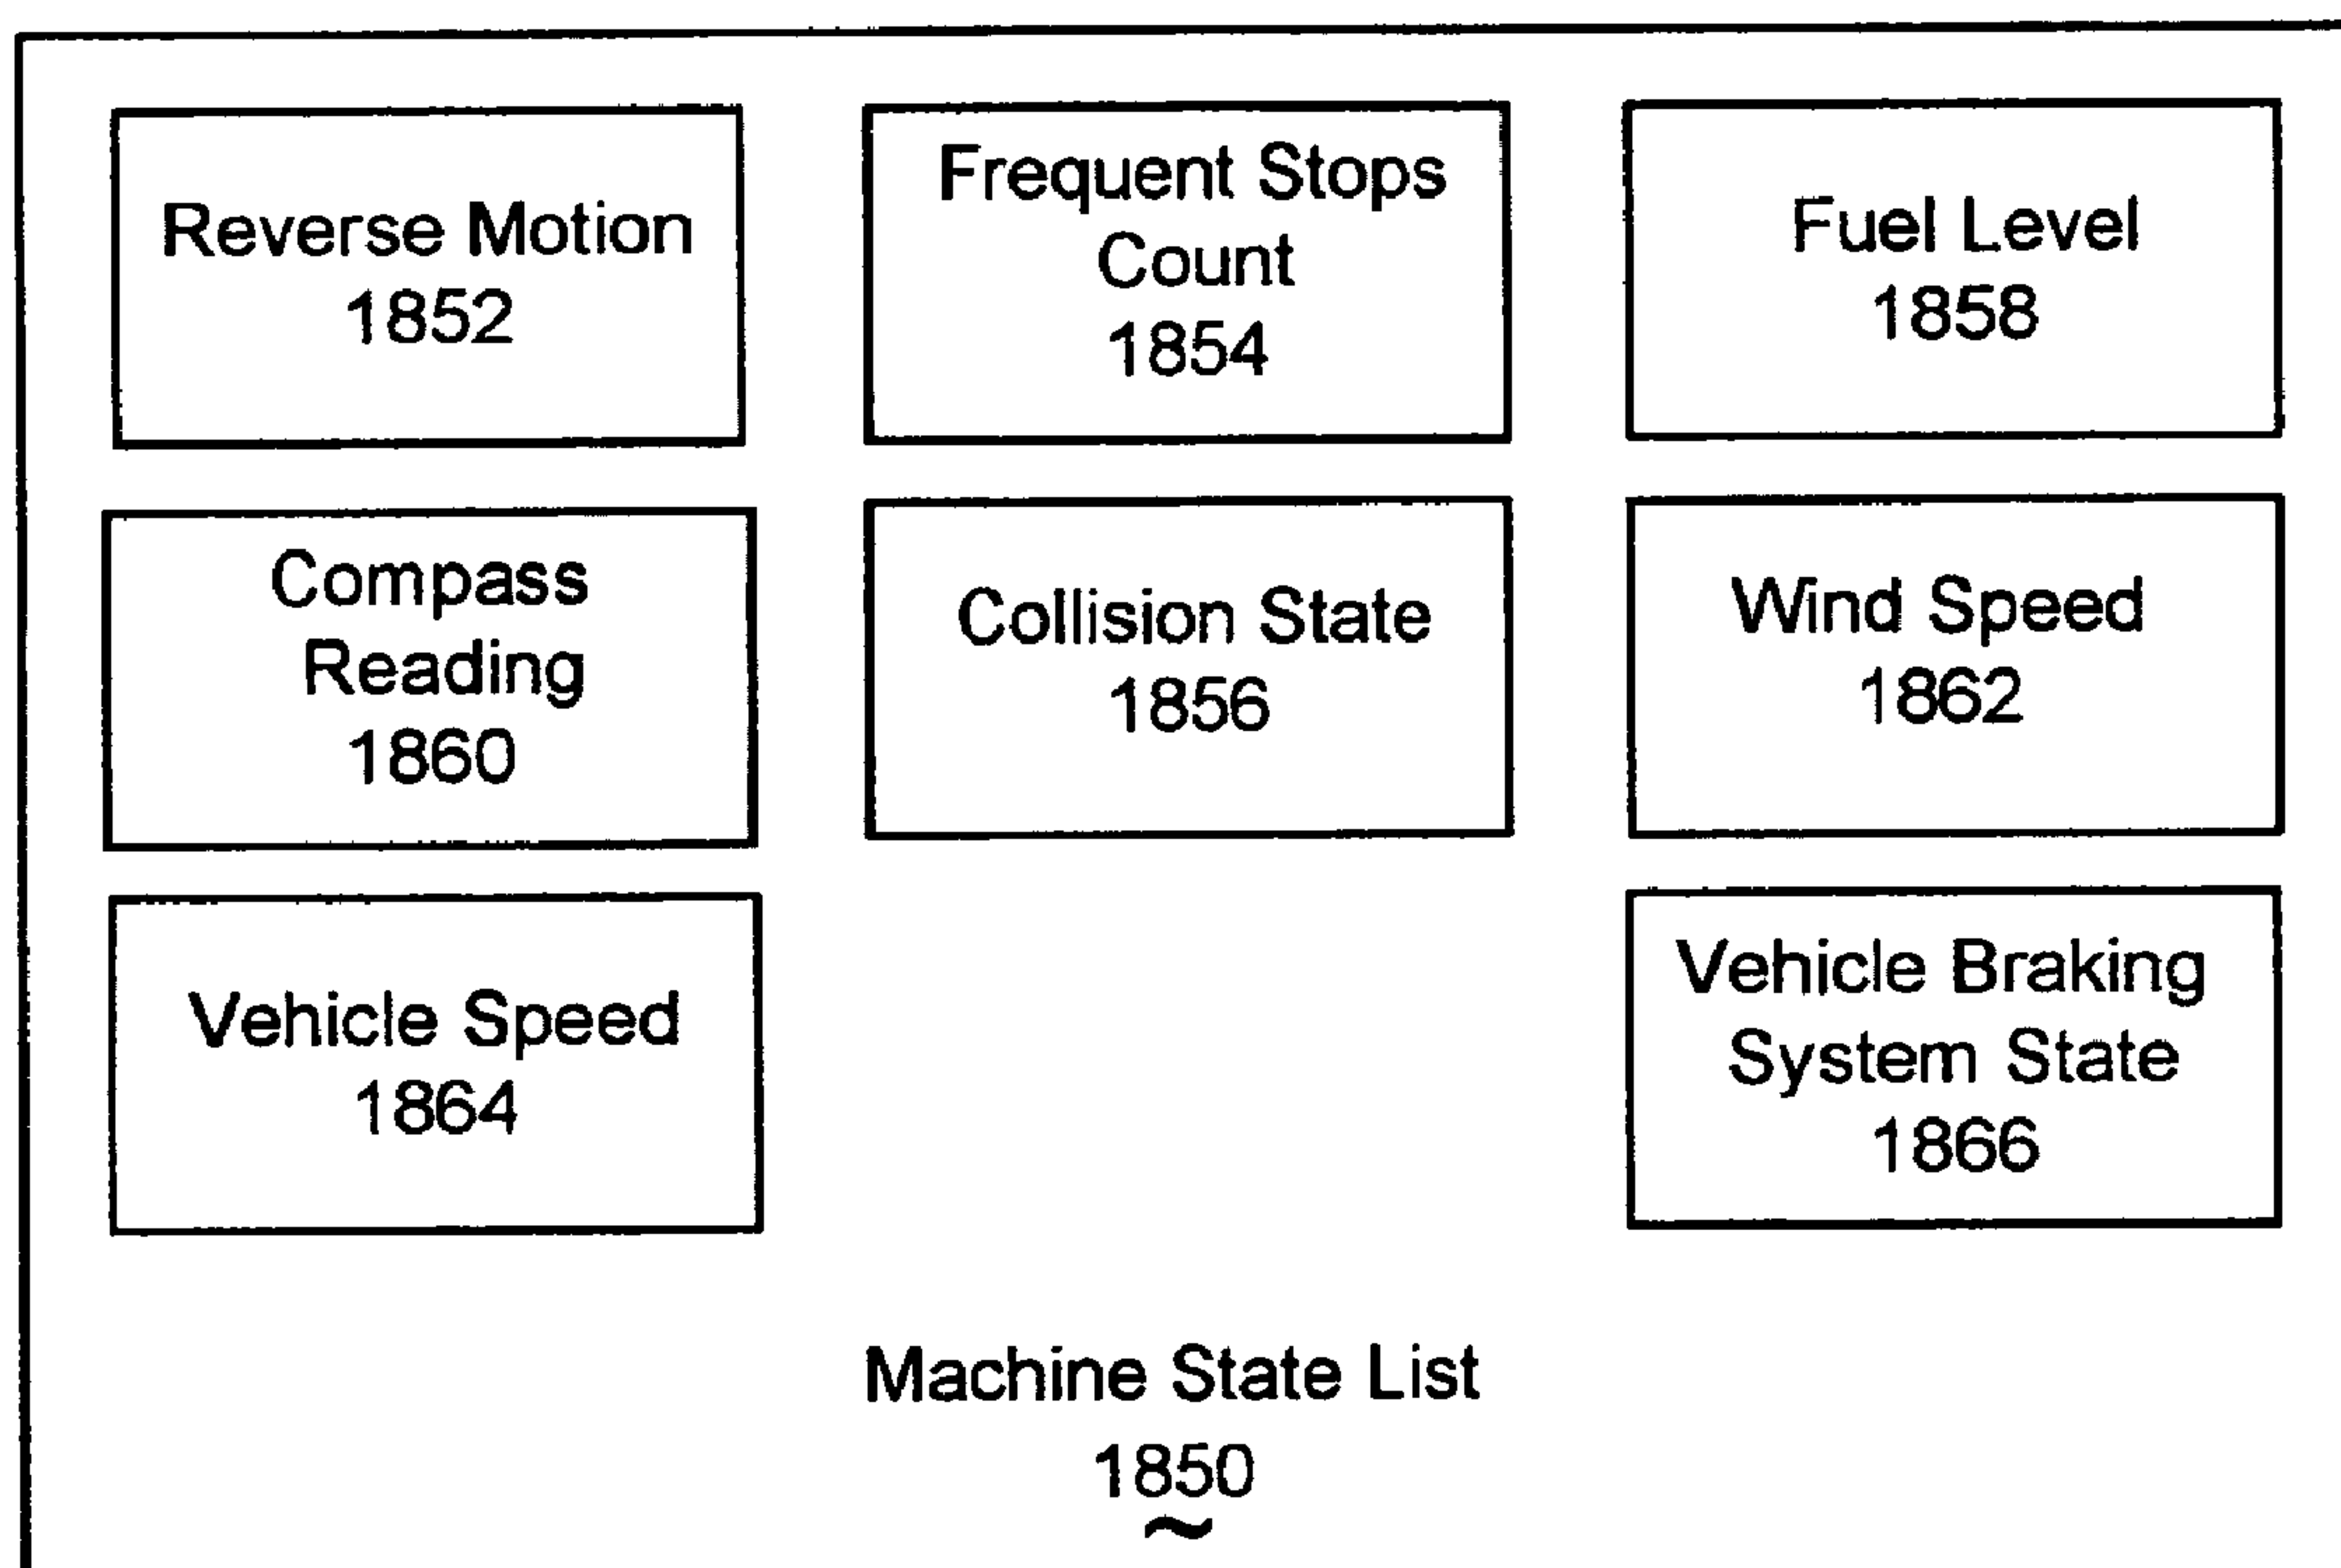 Reverse Motion
1852
Frequent Stops
Count
1854
Fuel Level
1858
Compass
Reading
1860
Collision State
1856
Wind Speed
1862
Vehicle Speed
1864
Vehicle Braking
System State
1866
Machine State List
1850
~